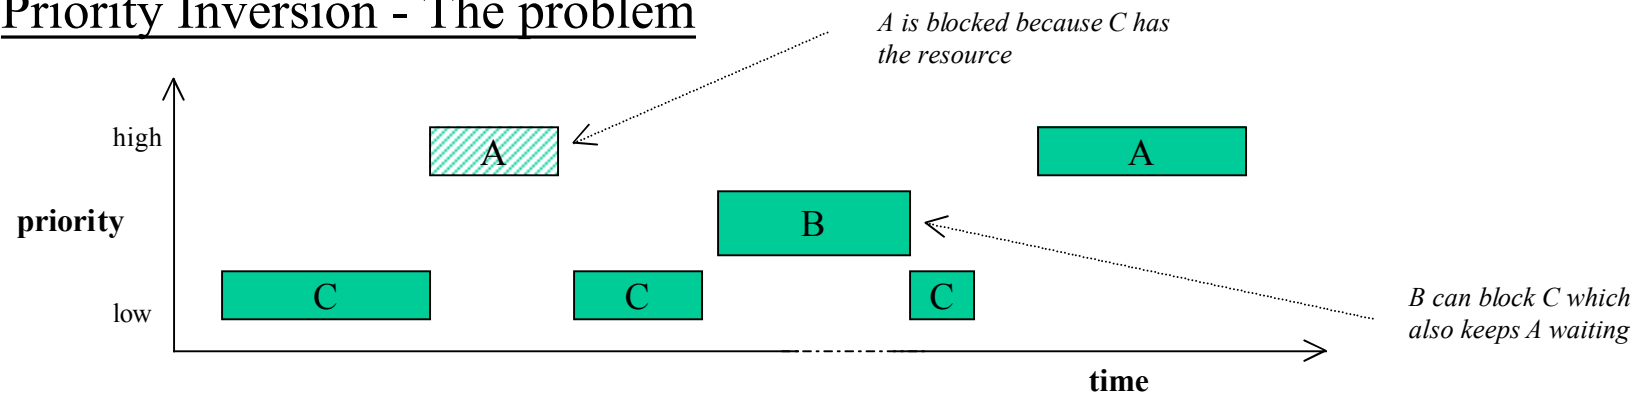 Priority Inversion - The problem
A is blocked because C has
the resource
high
A
A
priority
B
C
C
C
low
B can block C which
also keeps A waiting
time